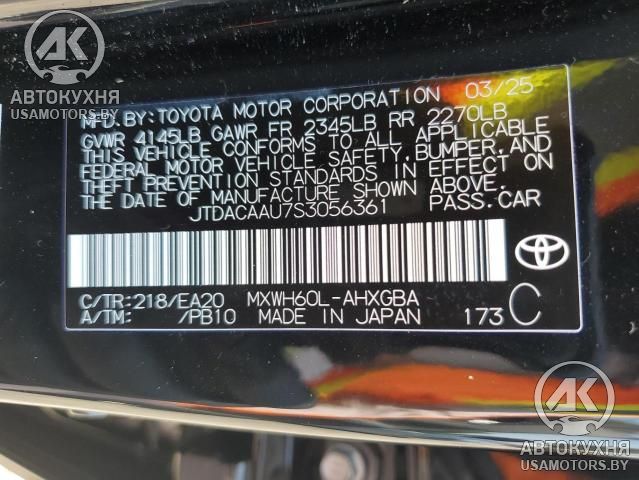 AK
АВТОКУХНЯ
USAMOTORS.BY
MFD. BY: TOYOTA MOTOR CORPORATION 03/25
GVWR 4145LB GAWR FR 2345LB RR 2270LB
THIS VEHICLE CONFORMS TO ALL APPLICABLE
FEDERAL MOTOR VEHICLE SAFETY, BUMPER, AND
THEFT PREVENTION STANDARDS IN EFFECT ON
THE DATE OF MANUFACTURE SHOWN ABOVE.
JTDACAAU7S3056361 PASS.CAR
C/TR:218/EA20 MXWH60L-AHXGBA
A/TM: /PB10 MADE IN JAPAN 173 C
AK
АВТОКУХНЯ
USAMOTORS.BY